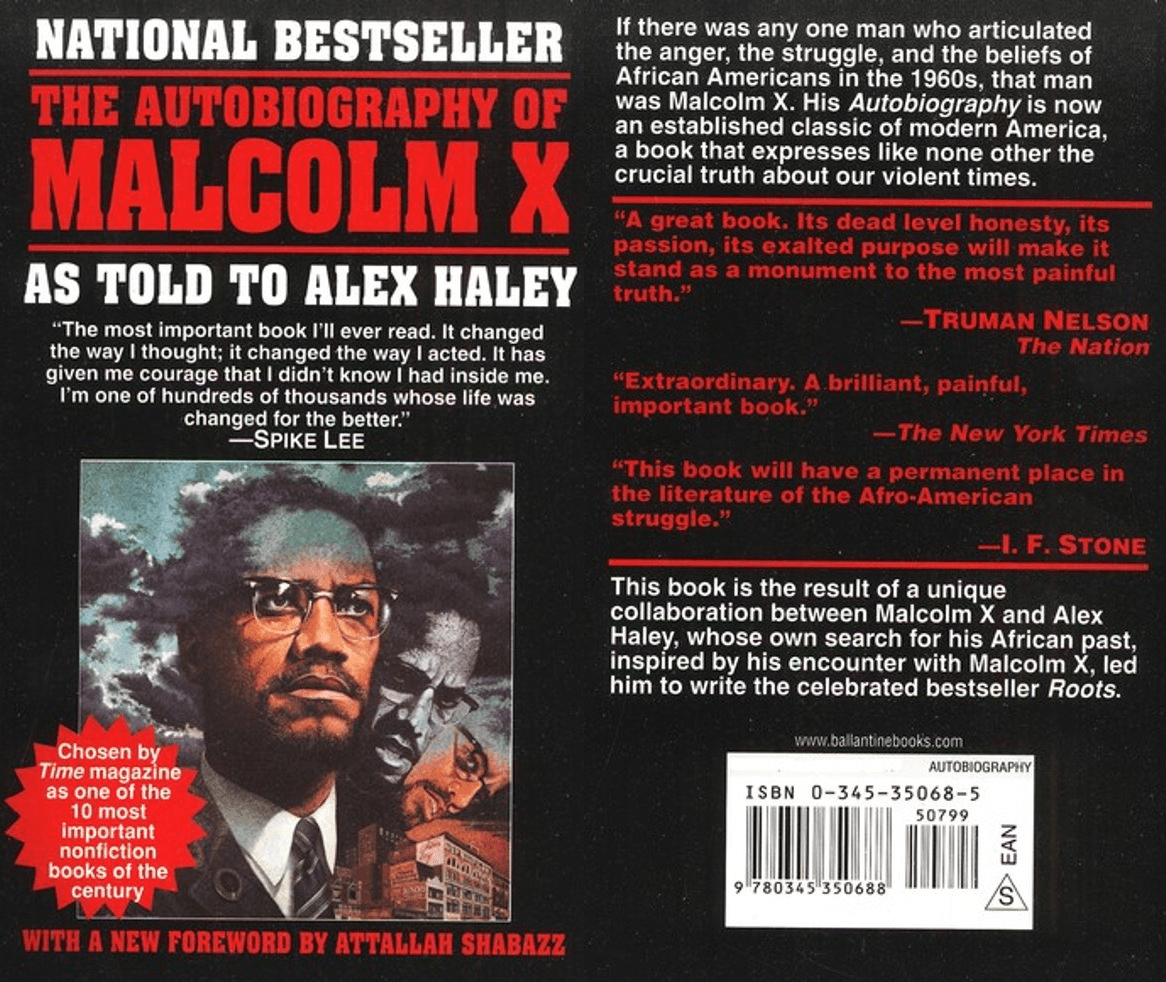 NATIONAL BESTSELLER
THE AUTOBIOGRAPHY OF
MALCOLM X
AS TOLD TO ALEX HALEY
“The most important book I’ll ever read. It changed
the way I thought; it changed the way I acted. It has
given me courage that I didn’t know I had inside me.
I’m one of hundreds of thousands whose life was
changed for the better.”
—SPIKE LEE
Chosen by
Time magazine
as one of the
10 most
important
nonfiction
books of the
century
WITH A NEW FOREWORD BY ATTALLAH SHABAZZ
If there was any one man who articulated
the anger, the struggle, and the beliefs of
African Americans in the 1960s, that man
was Malcolm X. His Autobiography is now
an established classic of modern America,
a book that expresses like none other the
crucial truth about our violent times.
“A great book. Its dead level honesty, its
passion, its exalted purpose will make it
stand as a monument to the most painful
truth.”
—TRUMAN NELSON
The Nation
“Extraordinary. A brilliant, painful,
important book.”
—The New York Times
“This book will have a permanent place in
the literature of the Afro-American
struggle.”
—I. F. STONE
This book is the result of a unique
collaboration between Malcolm X and Alex
Haley, whose own search for his African past,
inspired by his encounter with Malcolm X, led
him to write the celebrated bestseller Roots.
www.ballantinebooks.com
AUTOBIOGRAPHY
ISBN 0-345-35068-5
50799
9 780345 350688
EAN
S